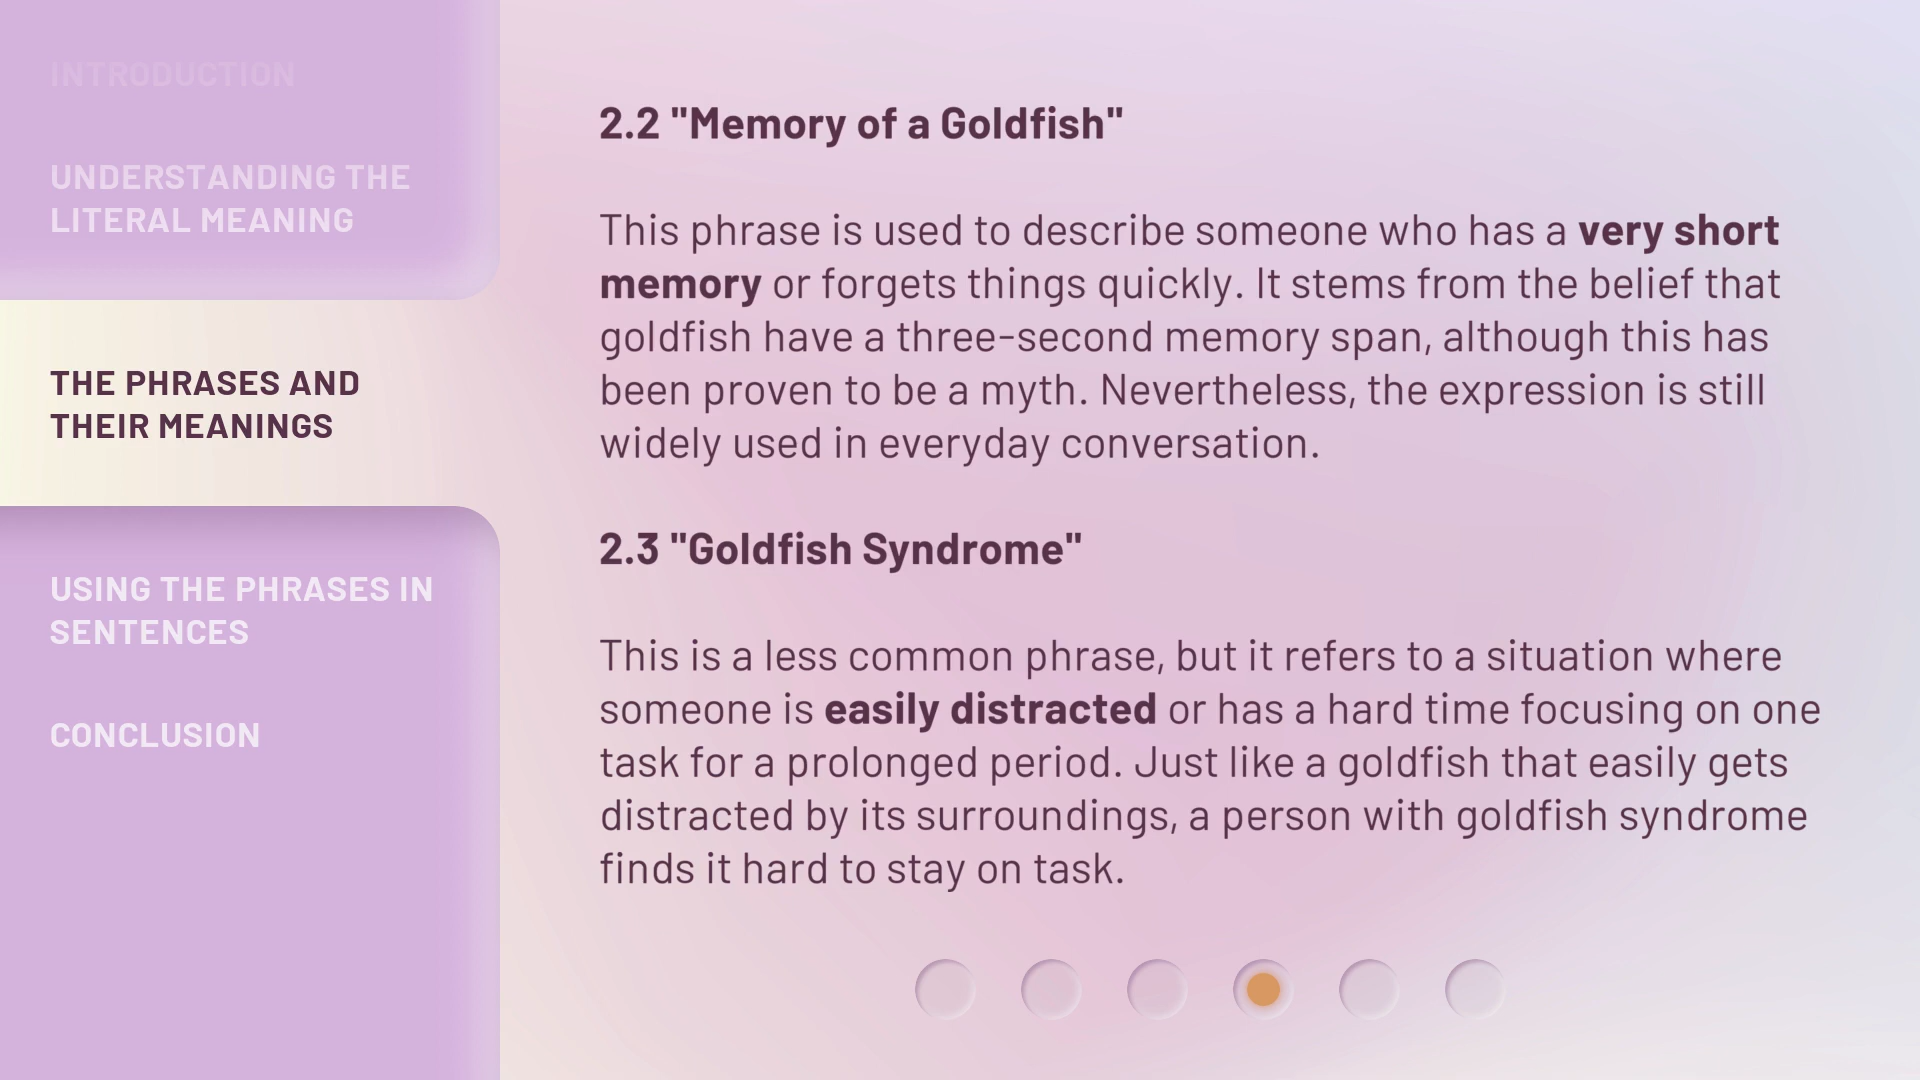 INTRODUCTION
UNDERSTANDING THE
LITERAL MEANING
THE PHRASES AND
THEIR MEANINGS
USING THE PHRASES IN
SENTENCES
CONCLUSION
2.2 "Memory of a Goldfish"
This phrase is used to describe someone who has a very short
memory or forgets things quickly. It stems from the belief that
goldfish have a three-second memory span, although this has
been proven to be a myth. Nevertheless, the expression is still
widely used in everyday conversation.
2.3 "Goldfish Syndrome"
This is a less common phrase, but it refers to a situation where
someone is easily distracted or has a hard time focusing on one
task for a prolonged period. Just like a goldfish that easily gets
distracted by its surroundings, a person with goldfish syndrome
finds it hard to stay on task.